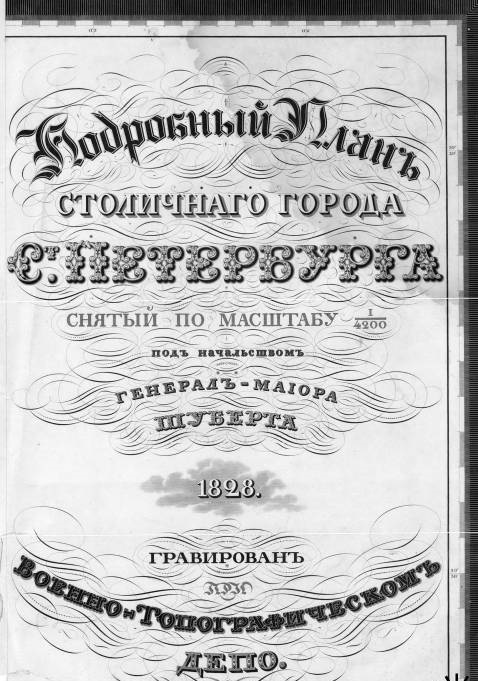 Подробный Планъ
СТОЛИЧНАГО ГОРОДА
С.Т ПЕТЕРБУРГА
СНЯТЫЙ ПО МАСШТАБУ 1/4200
подъ начальствомъ
ГЕНЕРАЛЪ-МАІОРА
ШУБЕРТА
1828.
ГРАВИРОВАНЪ
ПРИ
ВОЕННО-ТОПОГРАФИЧЕСКОМЪ
ДЕПО.